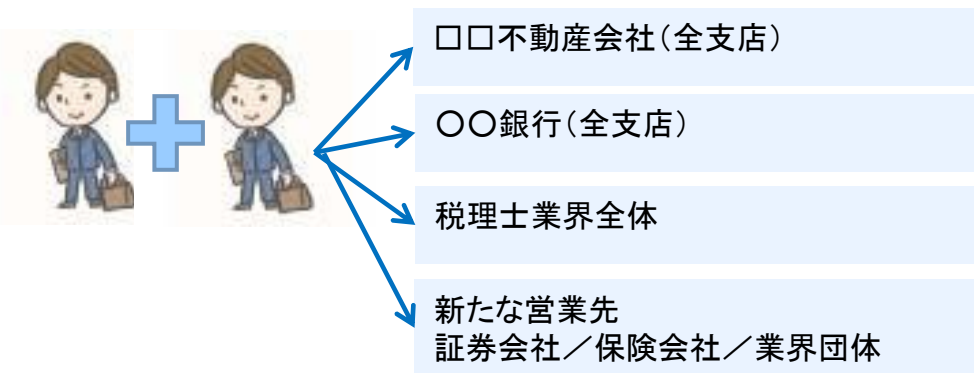 □□不動産会社（全支店）
〇〇銀行（全支店）
税理士業界全体
新たな営業先
証券会社／保険会社／業界団体